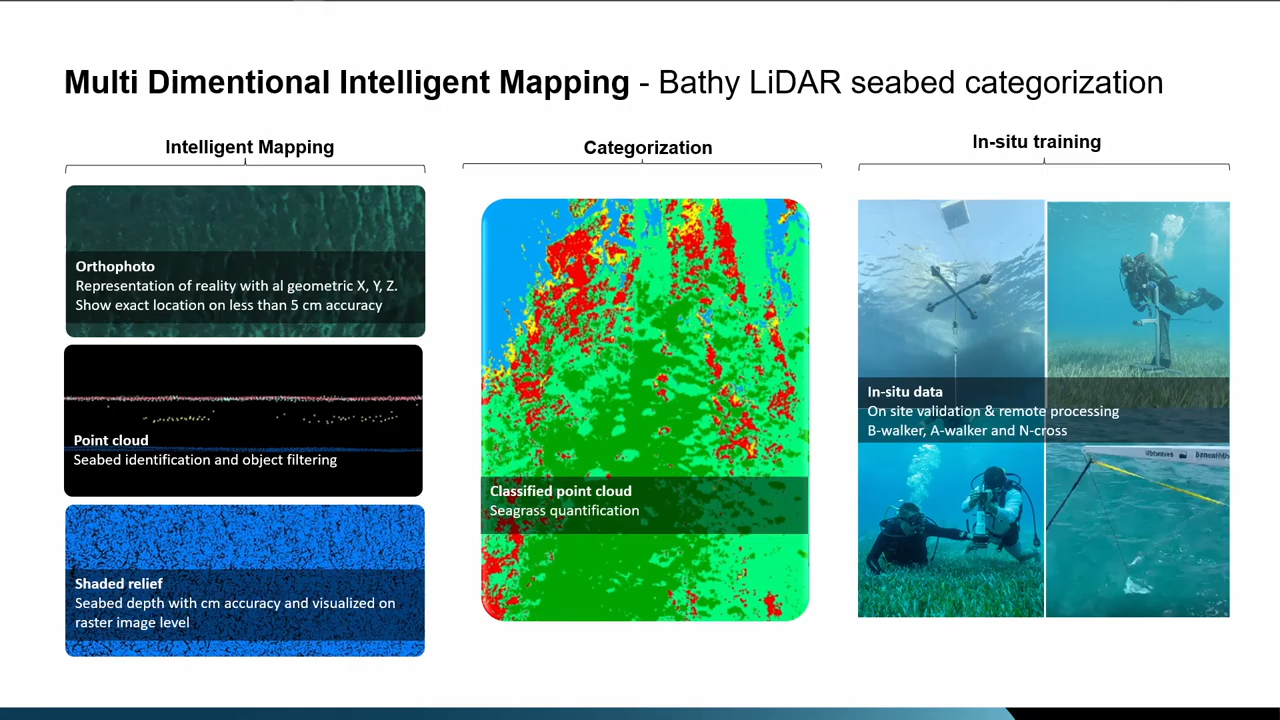 Multi Dimentional Intelligent Mapping - Bathy LiDAR seabed categorization
Intelligent Mapping
Orthophoto
Representation of reality with al geometric X, Y, Z.
Show exact location on less than 5 cm accuracy
Point cloud
Seabed identification and object filtering
Shaded relief
Seabed depth with cm accuracy and visualized on
raster image level
Categorization
Classified point cloud
Seagrass quantification
In-situ training
In-situ data
On site validation & remote processing
B-walker, A-walker and N-cross